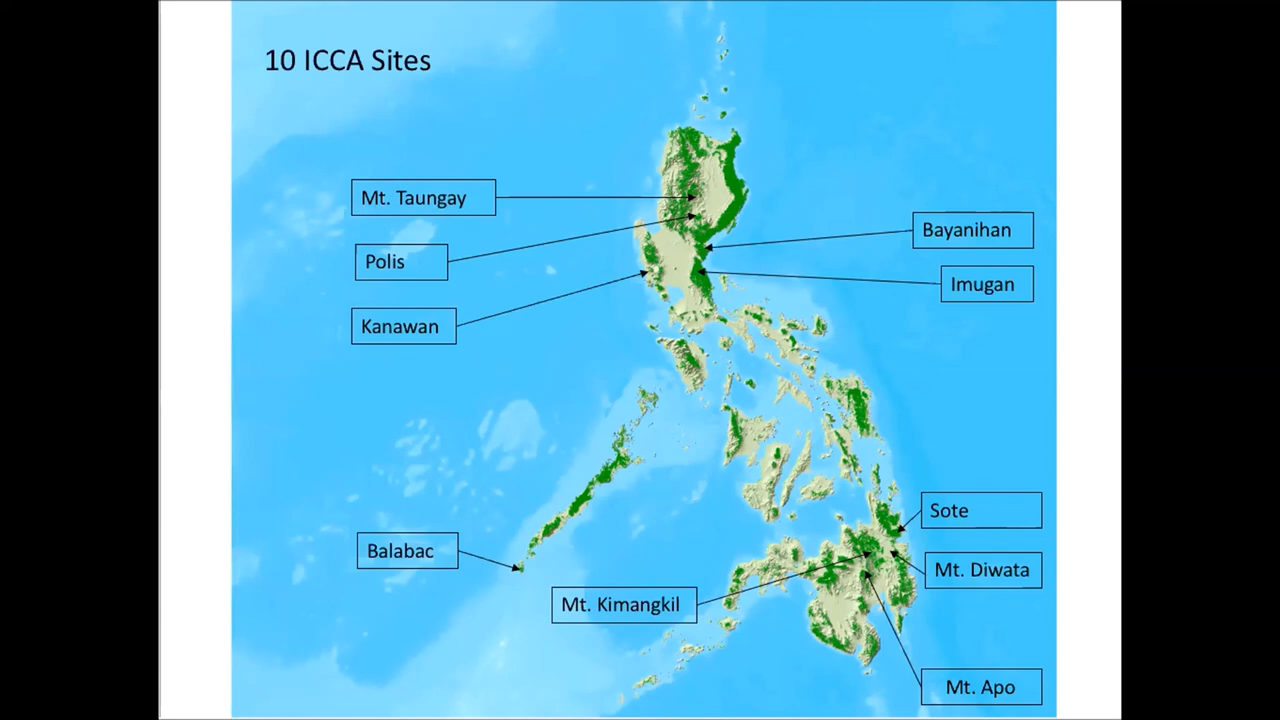 10 ICCA Sites
Mt. Taungay
Bayanihan
Polis
Imugan
Kanawan
Sote
Balabac
Mt. Diwata
Mt. Kimangkil
Mt. Apo